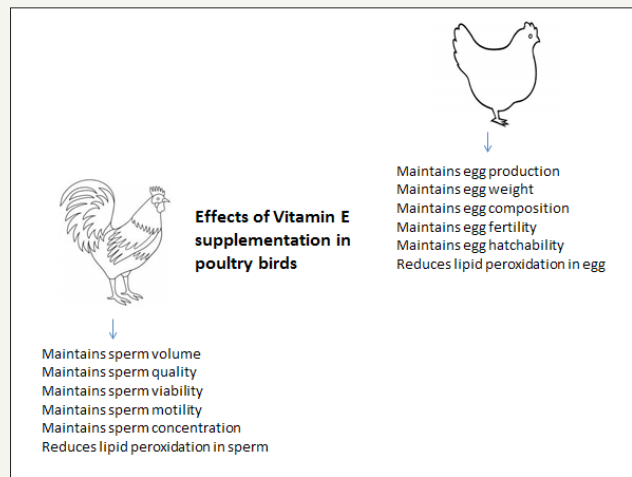 Maintains egg production
Maintains egg weight
Maintains egg composition
Maintains egg fertility
Maintains egg hatchability
Reduces lipid peroxidation in egg
Effects of Vitamin E
supplementation in
poultry birds
Maintains sperm volume
Maintains sperm quality
Maintains sperm viability
Maintains sperm motility
Maintains sperm concentration
Reduces lipid peroxidation in sperm